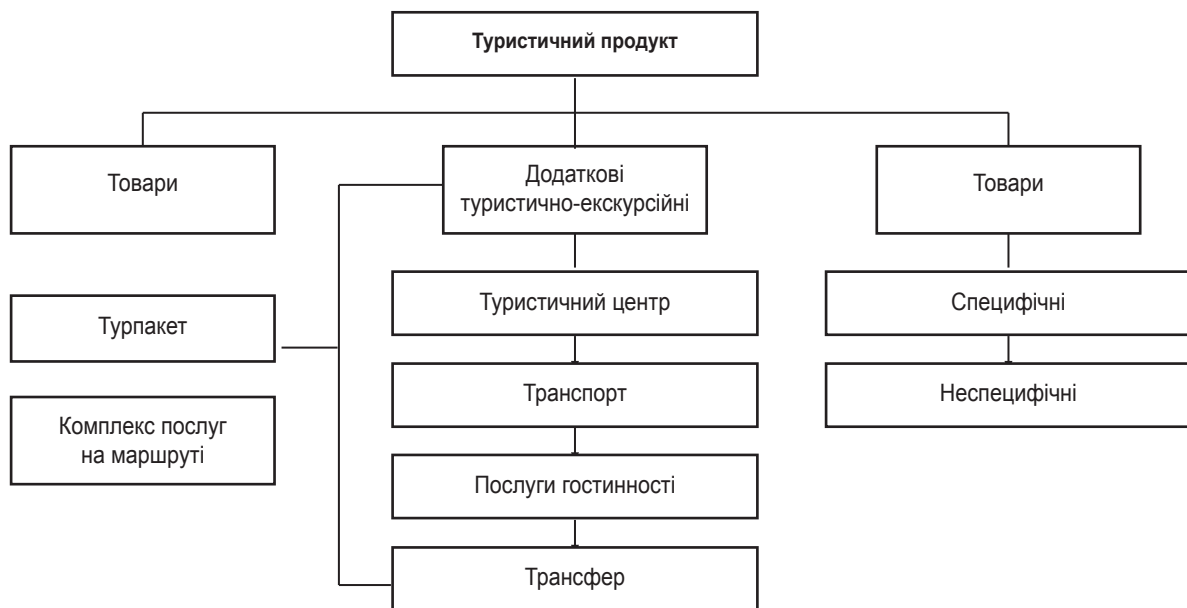 Туристичний продукт
Товари
Додаткові
туристично-екскурсійні
Товари
Турпакет
Туристичний центр
Специфічні
Комплекс послуг
на маршруті
Транспорт
Неспецифічні
Послуги гостинності
Трансфер